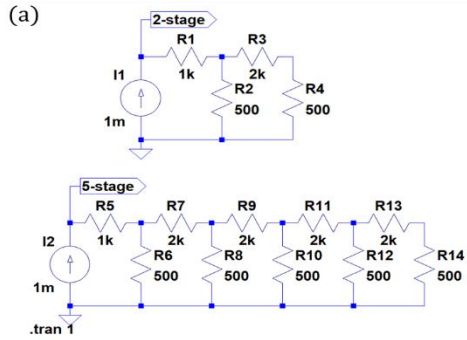 (a)
2-stage
R1 R3
I1 1k 2k
R2 R4
1m 500 500
5-stage
R5 R7 R9 R11 R13
I2 1k 2k 2k 2k 2k
R6 R8 R10 R12 R14
1m 500 500 500 500 500
.tran 1